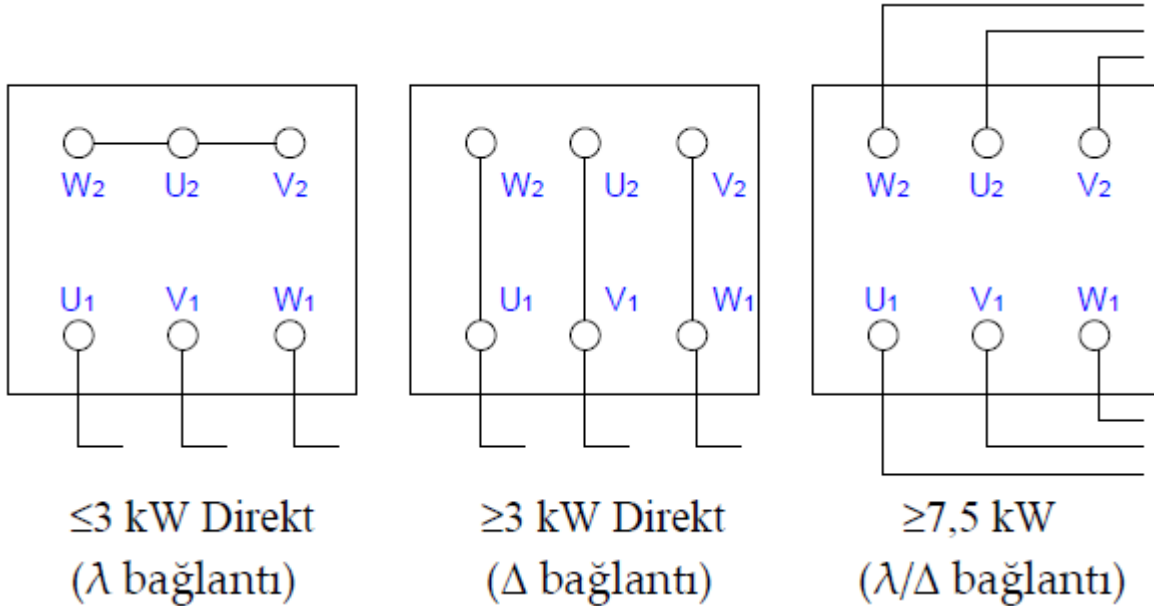 W₂ U₂ V₂
U₁ V₁ W₁
≤3 kW Direkt
(λ bağlantı)
W₂ U₂ V₂
U₁ V₁ W₁
≥3 kW Direkt
(Δ bağlantı)
W₂ U₂ V₂
U₁ V₁ W₁
≥7,5 kW
(λ/Δ bağlantı)